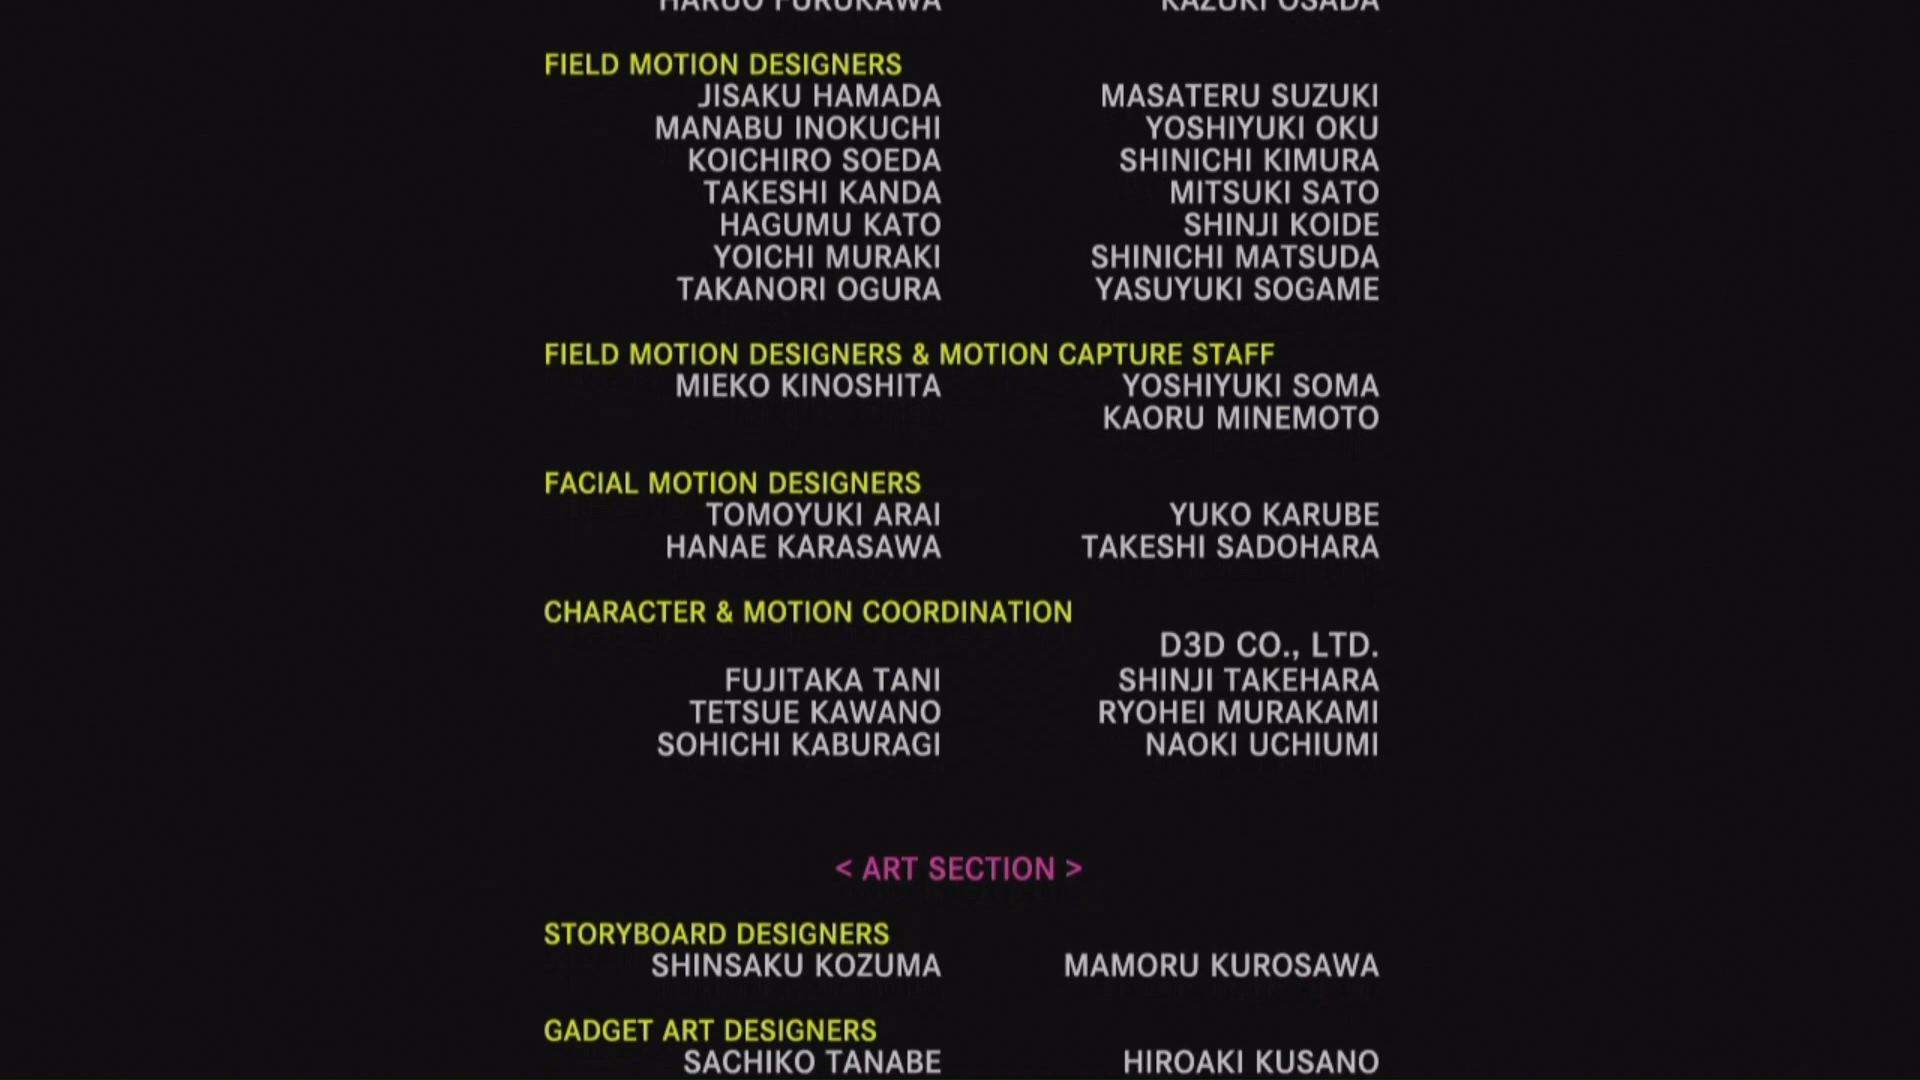 HARUO FURUKAWA KAZUKI OSADA
FIELD MOTION DESIGNERS
JISAKU HAMADA MASATERU SUZUKI
MANABU INOKUCHI YOSHIYUKI OKU
KOICHIRO SOEDA SHINICHI KIMURA
TAKESHI KANDA MITSUKI SATO
HAGUMU KATO SHINJI KOIDE
YOICHI MURAKI SHINICHI MATSUDA
TAKANORI OGURA YASUYUKI SOGAME
FIELD MOTION DESIGNERS & MOTION CAPTURE STAFF
MIEKO KINOSHITA YOSHIYUKI SOMA
KAORU MINEMOTO
FACIAL MOTION DESIGNERS
TOMOYUKI ARAI YUKO KARUBE
HANAE KARASAWA TAKESHI SADOHARA
CHARACTER & MOTION COORDINATION
D3D CO., LTD.
FUJITAKA TANI SHINJI TAKEHARA
TETSUE KAWANO RYOHEI MURAKAMI
SOHICHI KABURAGI NAOKI UCHIUMI
< ART SECTION >
STORYBOARD DESIGNERS
SHINSAKU KOZUMA MAMORU KUROSAWA
GADGET ART DESIGNERS
SACHIKO TANABE HIROAKI KUSANO